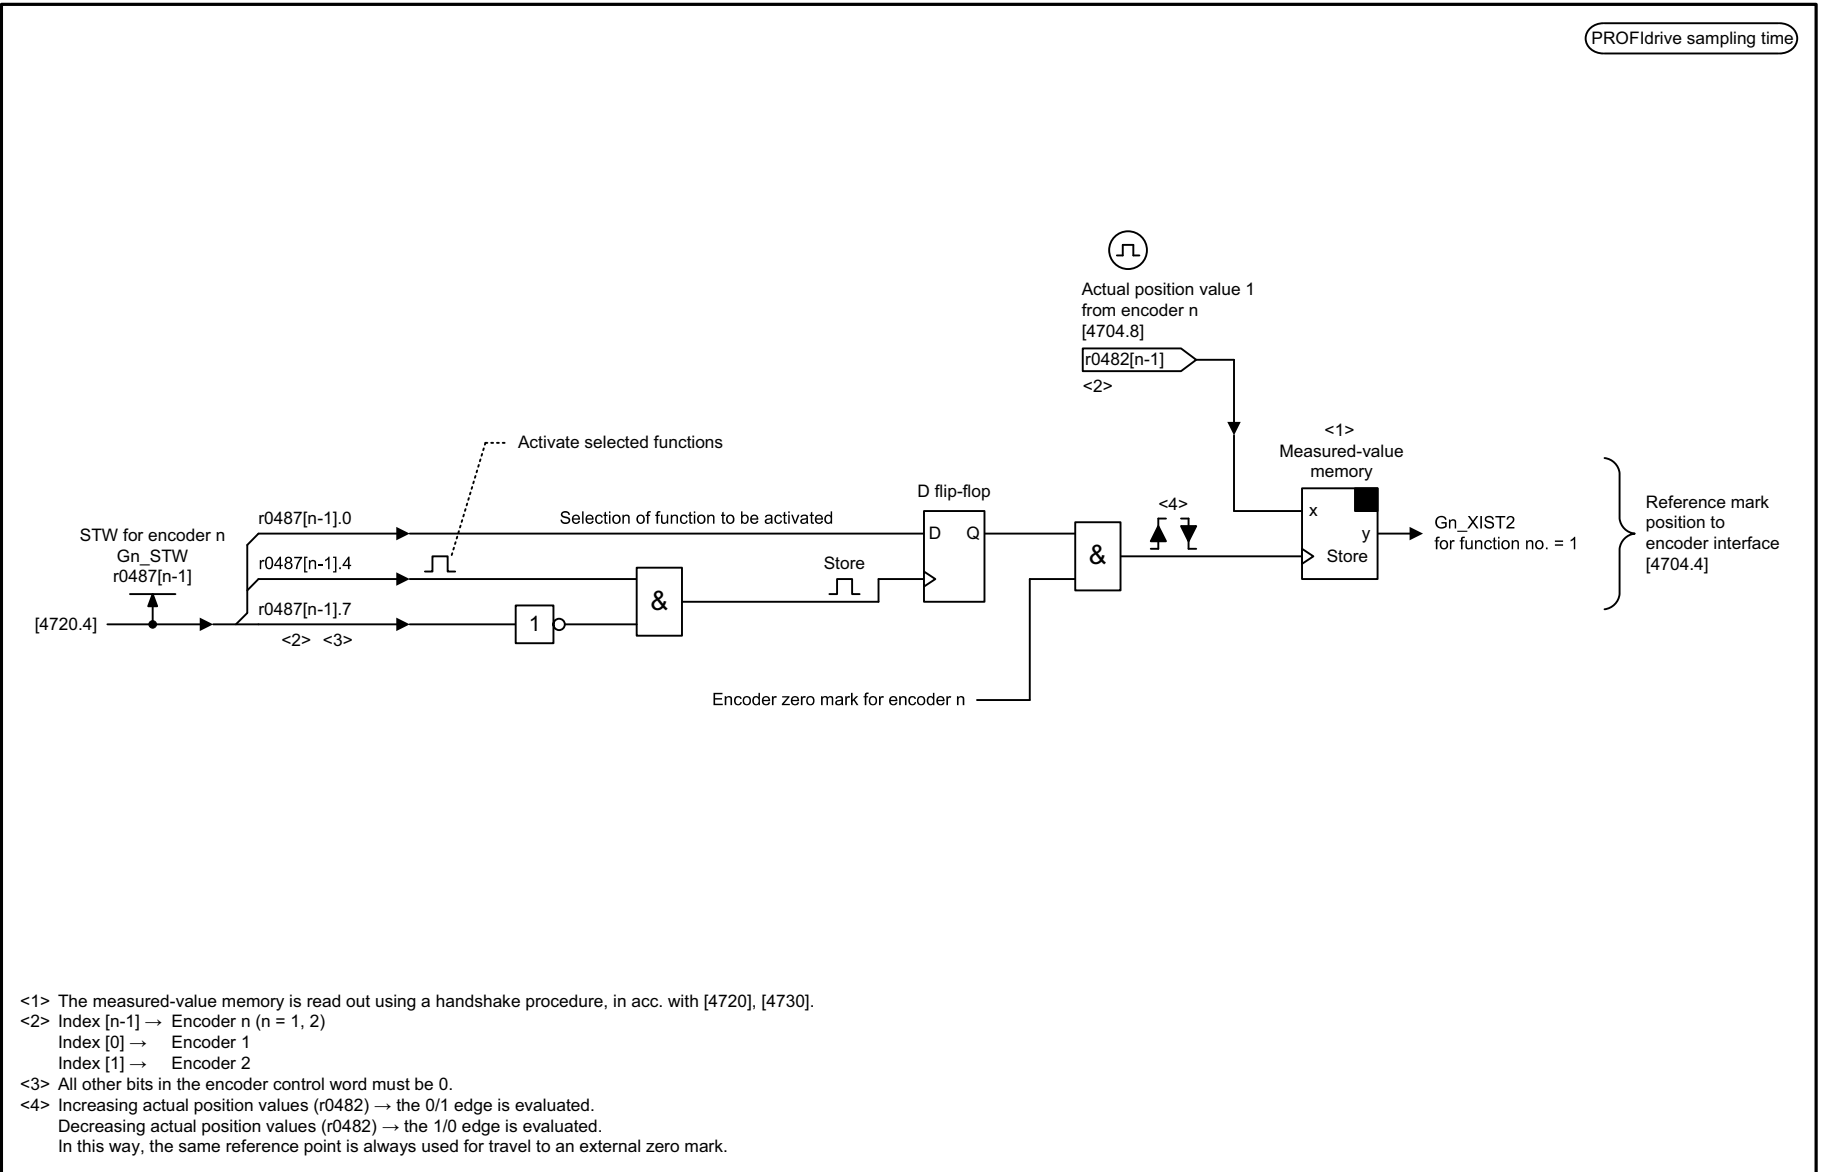 PROFIdrive sampling time
Actual position value 1
from encoder n
[4704.8]
r0482[n-1]
<2>
<1>
Measured-value
memory
x
y
Store
Activate selected functions
D flip-flop
<4>
r0487[n-1].0
Selection of function to be activated
D Q
Gn_XIST2
for function no. = 1
Reference mark
position to
encoder interface
[4704.4]
STW for encoder n
Gn_STW
r0487[n-1]
r0487[n-1].4
Store
&
&
r0487[n-1].7
[4720.4]
1
<2> <3>
Encoder zero mark for encoder n
<1> The measured-value memory is read out using a handshake procedure, in acc. with [4720], [4730].
<2> Index [n-1] → Encoder n (n = 1, 2)
Index [0] → Encoder 1
Index [1] → Encoder 2
<3> All other bits in the encoder control word must be 0.
<4> Increasing actual position values (r0482) → the 0/1 edge is evaluated.
Decreasing actual position values (r0482) → the 1/0 edge is evaluated.
In this way, the same reference point is always used for travel to an external zero mark.